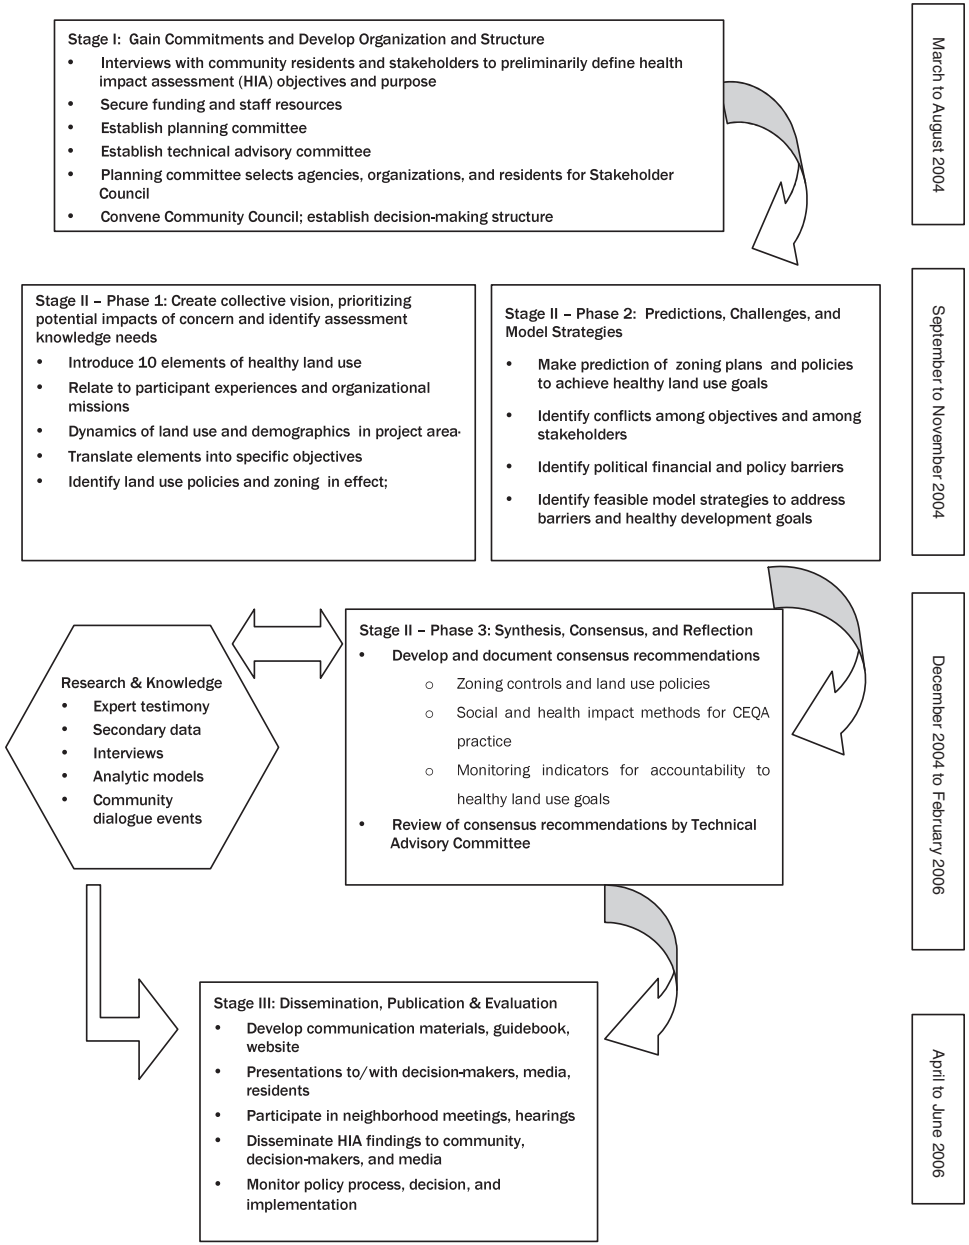 Stage I: Gain Commitments and Develop Organization and Structure
• Interviews with community residents and stakeholders to preliminarily define health
impact assessment (HIA) objectives and purpose
• Secure funding and staff resources
• Establish planning committee
• Establish technical advisory committee
• Planning committee selects agencies, organizations, and residents for Stakeholder
Council
• Convene Community Council; establish decision-making structure
March to August 2004
Stage II – Phase 1: Create collective vision, prioritizing
potential impacts of concern and identify assessment
knowledge needs
• Introduce 10 elements of healthy land use
• Relate to participant experiences and organizational
missions
• Dynamics of land use and demographics in project area·
• Translate elements into specific objectives
• Identify land use policies and zoning in effect;
Stage II – Phase 2: Predictions, Challenges, and
Model Strategies
• Make prediction of zoning plans and policies
to achieve healthy land use goals
• Identify conflicts among objectives and among
stakeholders
• Identify political financial and policy barriers
• Identify feasible model strategies to address
barriers and healthy development goals
September to November 2004
Research & Knowledge
• Expert testimony
• Secondary data
• Interviews
• Analytic models
• Community
dialogue events
Stage II – Phase 3: Synthesis, Consensus, and Reflection
• Develop and document consensus recommendations
o Zoning controls and land use policies
o Social and health impact methods for CEQA
practice
o Monitoring indicators for accountability to
healthy land use goals
• Review of consensus recommendations by Technical
Advisory Committee
December 2004 to February 2006
Stage III: Dissemination, Publication & Evaluation
• Develop communication materials, guidebook,
website
• Presentations to/with decision-makers, media,
residents
• Participate in neighborhood meetings, hearings
• Disseminate HIA findings to community,
decision-makers, and media
• Monitor policy process, decision, and
implementation
April to June 2006